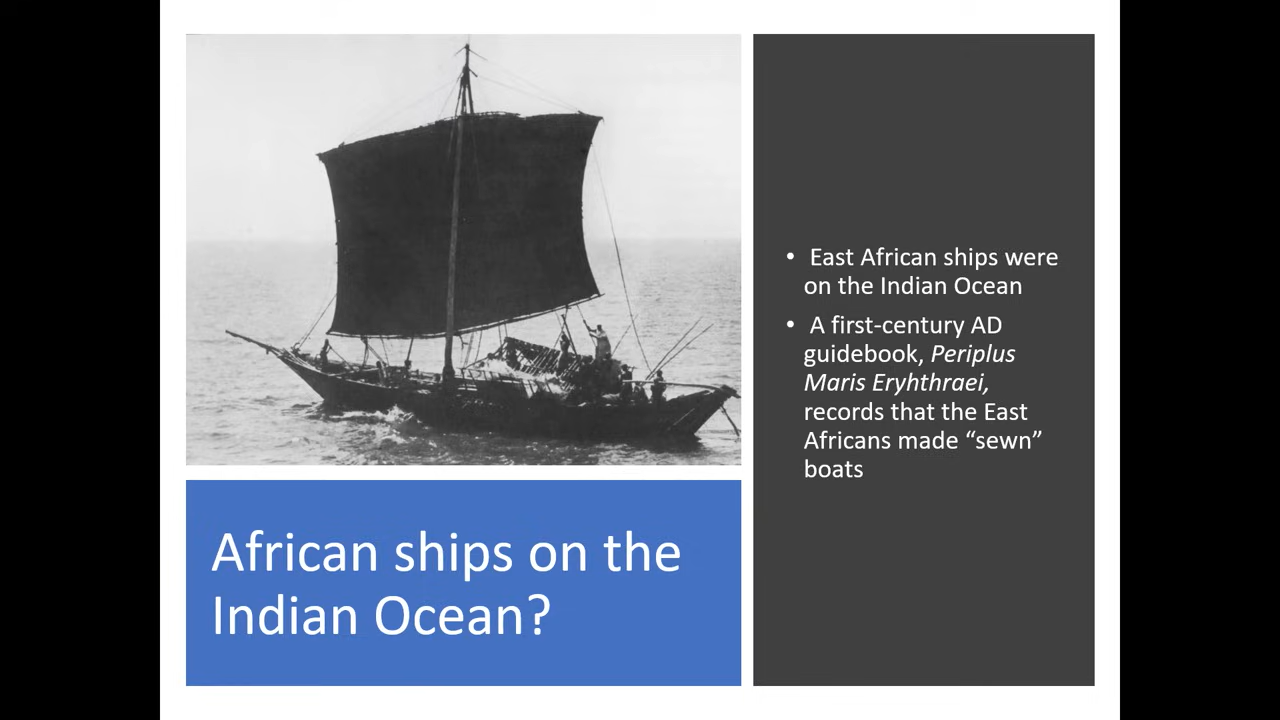 African ships on the
Indian Ocean?
• East African ships were
on the Indian Ocean
• A first-century AD
guidebook, Periplus
Maris Eryhthraei,
records that the East
Africans made “sewn”
boats